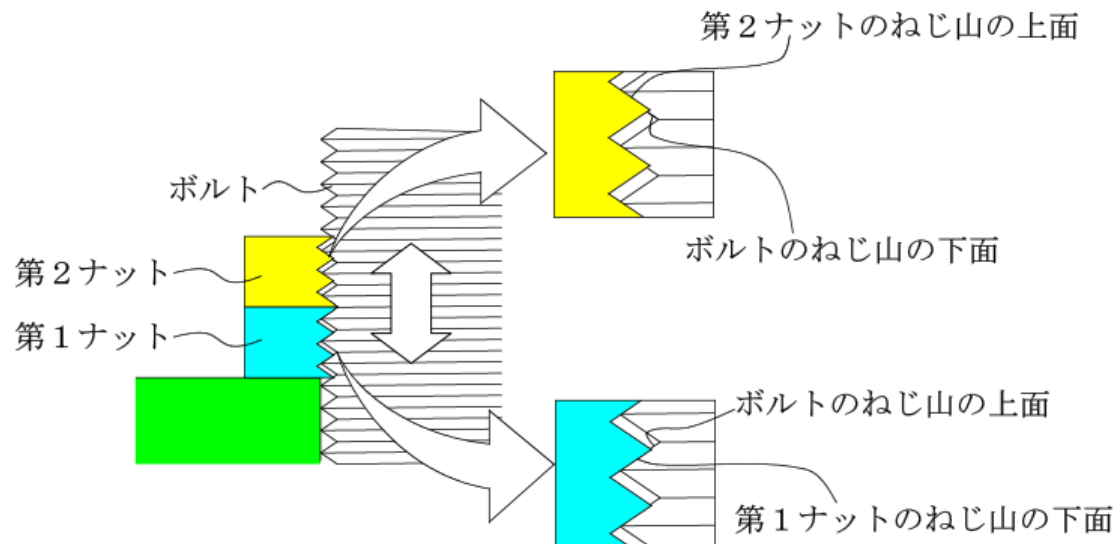 第２ナットのねじ山の上面
ボルト
ボルトのねじ山の下面
第２ナット
第１ナット
ボルトのねじ山の上面
第１ナットのねじ山の下面